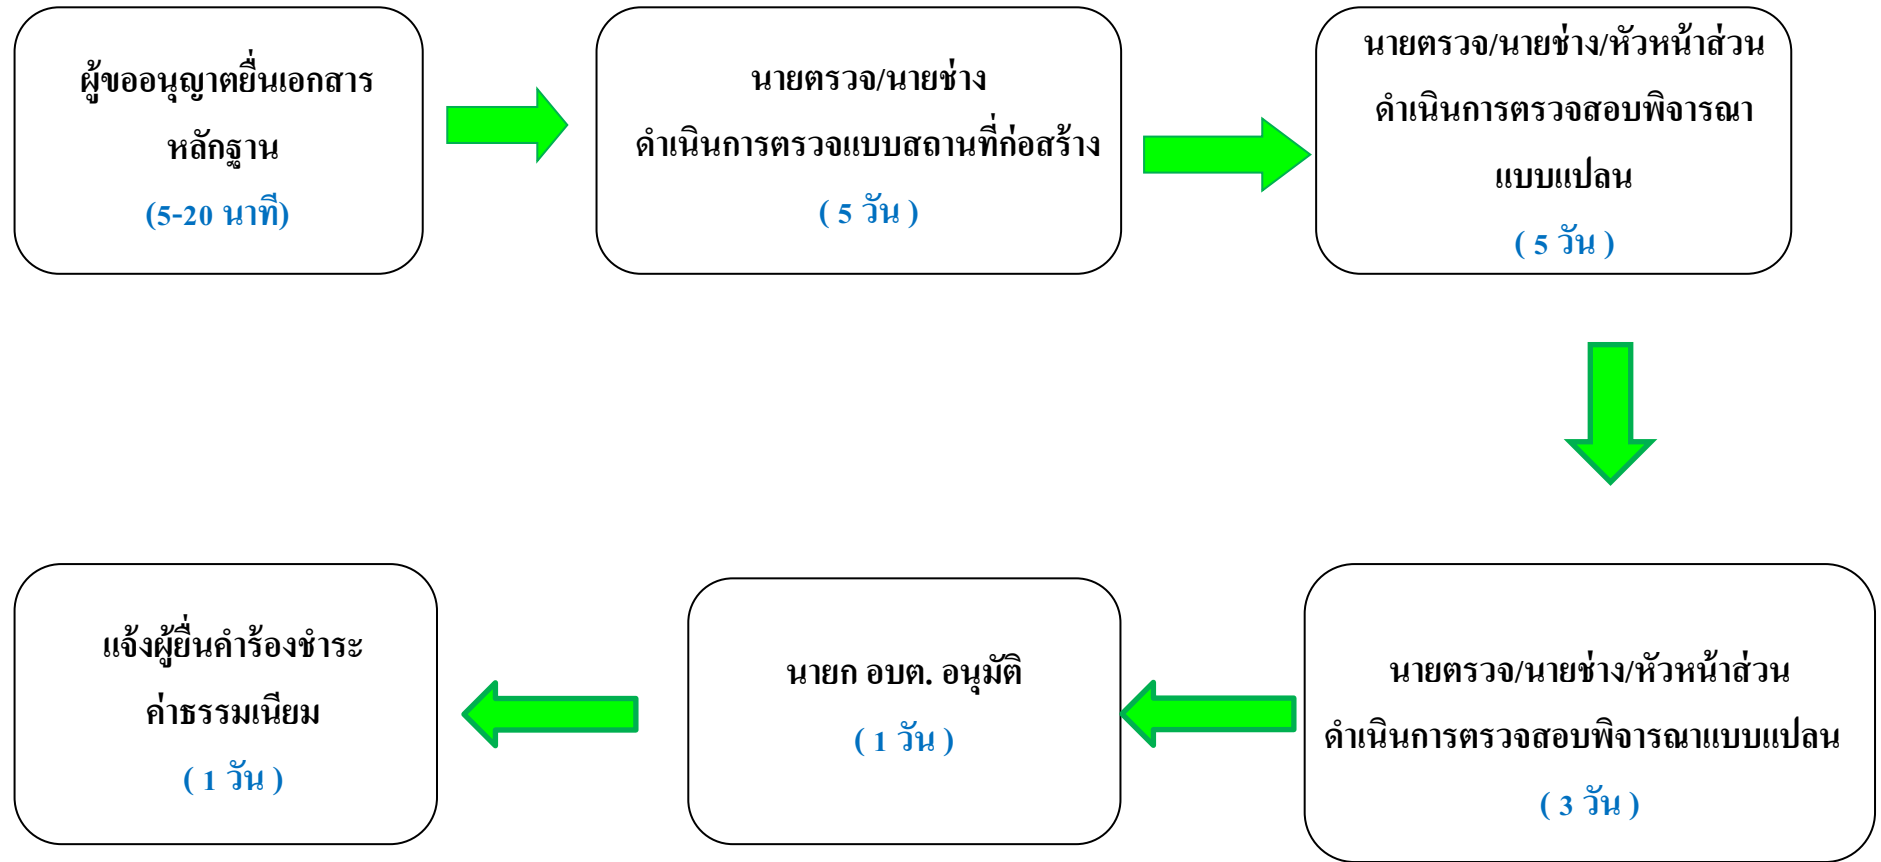 ผู้ขออนุญาตยื่นเอกสาร
หลักฐาน
(5-20 นาที)
นายตรวจ/นายช่าง
ดำเนินการตรวจแบบสถานที่ก่อสร้าง
( 5 วัน )
นายตรวจ/นายช่าง/หัวหน้าส่วน
ดำเนินการตรวจสอบพิจารณา
แบบแปลน
( 5 วัน )
นายตรวจ/นายช่าง/หัวหน้าส่วน
ดำเนินการตรวจสอบพิจารณาแบบแปลน
( 3 วัน )
นายก อบต. อนุมัติ
( 1 วัน )
แจ้งผู้ยื่นคำร้องชำระ
ค่าธรรมเนียม
( 1 วัน )